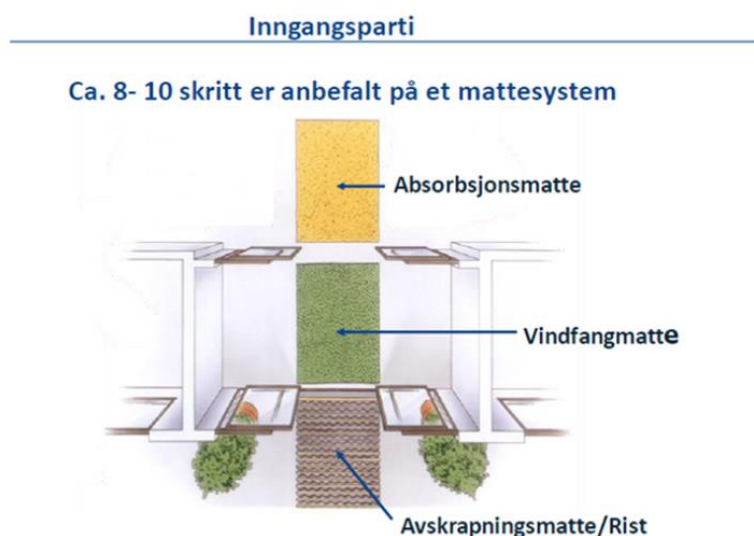 Inngangsparti
Ca. 8- 10 skritt er anbefalt på et mattesystem
Absorbsjonsmatte
Vindfangmatte
Avskrapningsmatte/Rist